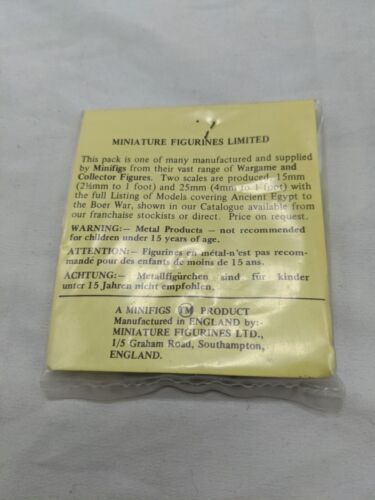 MINIATURE FIGURINES LIMITED
This pack is one of many manufactured and supplied
by Minifigs from their vast range of Wargame and
Collector Figures. Two scales are produced, 15mm
(2½mm to 1 foot) and 25mm (4mm to 1 foot) with
the full Listing of Models covering Ancient Egypt to
the Boer War, shown in our Catalogue available from
our franchaise stockists or direct. Price on request.
WARNING:— Metal Products – not recommended
for children under 15 years of age.
ATTENTION:— Figurines en métal-n'est pas recom-
mandé pour des enfants de moins de 15 ans.
ACHTUNG:— Metallfigürchen sind für kinder
unter 15 Jahren nicht empfohlen.
A MINIFIGS TM PRODUCT
Manufactured in ENGLAND by:-
MINIATURE FIGURINES LTD.,
1/5 Graham Road, Southampton,
ENGLAND.